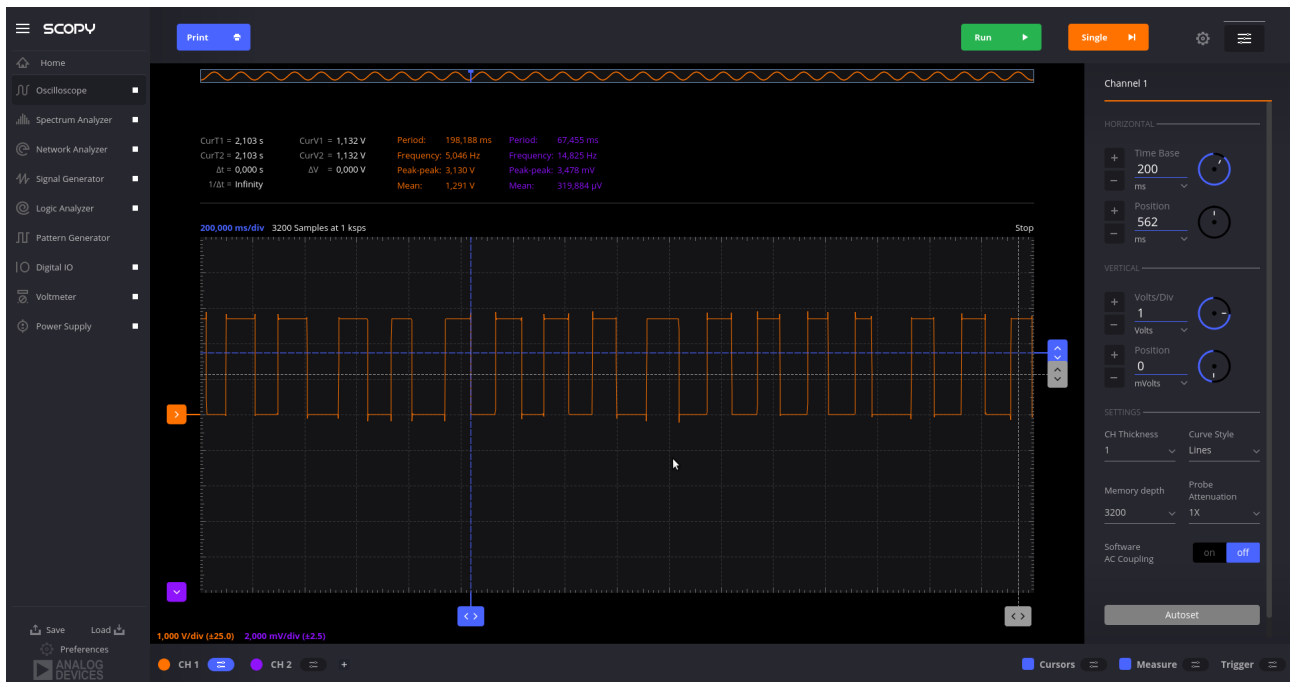 SCOPY
Print
Run
Single
Home
Oscilloscope
Spectrum Analyzer
Network Analyzer
Signal Generator
Logic Analyzer
Pattern Generator
Digital IO
Voltmeter
Power Supply
Save Load
Preferences
ANALOG
DEVICES
CurT1 = 2,103 s CurV1 = 1,132 V Period: 198,188 ms Period: 67,455 ms
CurT2 = 2,103 s CurV2 = 1,132 V Frequency: 5,046 Hz Frequency: 14,825 Hz
Δt = 0,000 s ΔV = 0,000 V Peak-peak: 3,130 V Peak-peak: 3,478 mV
1/Δt = Infinity Mean: 1,291 V Mean: 319,884 µV
200,000 ms/div 3200 Samples at 1 ksps Stop
1,000 V/div (±25.0) 2,000 mV/div (±2.5)
CH 1 CH 2 + Cursors Measure Trigger
Channel 1
HORIZONTAL
Time Base
+ 200
− ms
Position
+ 562
− ms
VERTICAL
Volts/Div
+ 1
− Volts
Position
+ 0
− mVolts
SETTINGS
CH Thickness Curve Style
1 Lines
Memory depth Probe Attenuation
3200 1X
Software
AC Coupling on off
Autoset